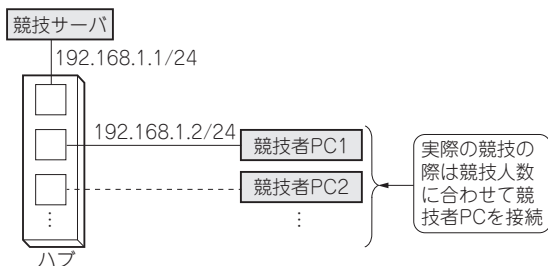 競技サーバ
192.168.1.1/24
192.168.1.2/24
競技者PC1
競技者PC2
⋮
⋮
ハブ
実際の競技の
際は競技人数
に合わせて競
技者PCを接続